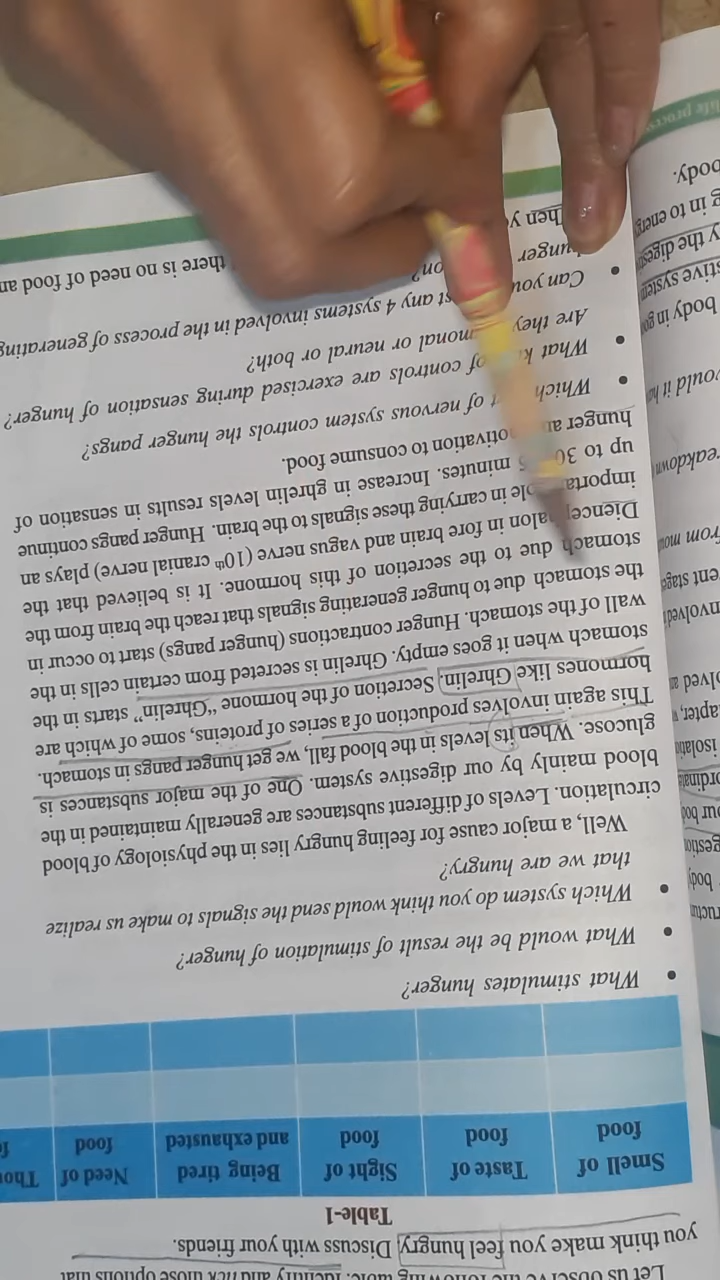 Let us observe the following table. Identify and tick those options that
you think make you feel hungry. Discuss with your friends.
Table-1
Smell of food Taste of food Sight of food Being tired and exhausted Need of food
• What stimulates hunger?
• What would be the result of stimulation of hunger?
• Which system do you think would send the signals to make us realize
that we are hungry?
Well, a major cause for feeling hungry lies in the physiology of blood
circulation. Levels of different substances are generally maintained in the
blood mainly by our digestive system. One of the major substances is
glucose. When its levels in the blood fall, we get hunger pangs in stomach.
This again involves production of a series of proteins, some of which are
hormones like Ghrelin. Secretion of the hormone “Ghrelin” starts in the
stomach when it goes empty. Ghrelin is secreted from certain cells in the
wall of the stomach. Hunger contractions (hunger pangs) start to occur in
the stomach due to hunger generating signals that reach the brain from the
stomach due to the secretion of this hormone. It is believed that the
Diencephalon in fore brain and vagus nerve (10th cranial nerve) plays an
important role in carrying these signals to the brain. Hunger pangs continue
up to 30 minutes. Increase in ghrelin levels results in sensation of
hunger and motivation to consume food.
• Which of nervous system controls the hunger pangs?
• What kind of controls are exercised during sensation of hunger?
Are they hormonal or neural or both?
• Can you list any 4 systems involved in the process of generating
hunger
there is no need of food
body in
digestive system
the
in to
body.
life process